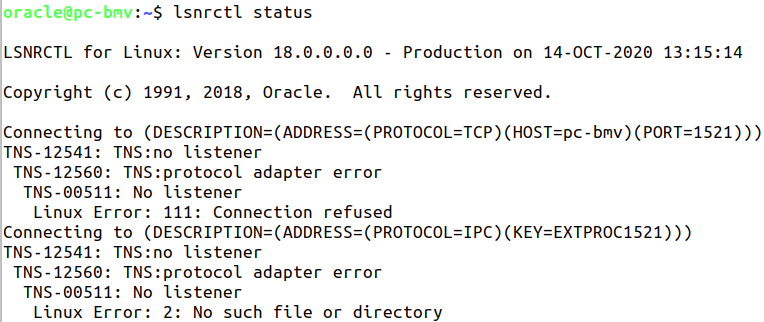 oracle@pc-bmv:~$ lsnrctl status
LSNRCTL for Linux: Version 18.0.0.0.0 - Production on 14-OCT-2020 13:15:14
Copyright (c) 1991, 2018, Oracle.  All rights reserved.
Connecting to (DESCRIPTION=(ADDRESS=(PROTOCOL=TCP)(HOST=pc-bmv)(PORT=1521)))
TNS-12541: TNS:no listener
 TNS-12560: TNS:protocol adapter error
  TNS-00511: No listener
   Linux Error: 111: Connection refused
Connecting to (DESCRIPTION=(ADDRESS=(PROTOCOL=IPC)(KEY=EXTPROC1521)))
TNS-12541: TNS:no listener
 TNS-12560: TNS:protocol adapter error
  TNS-00511: No listener
   Linux Error: 2: No such file or directory